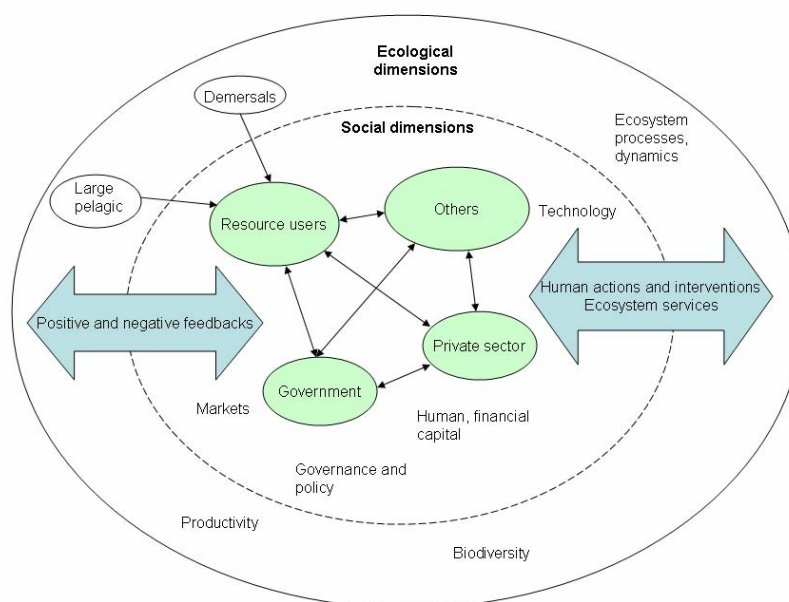 Ecological
dimensions
Demersals
Social dimensions
Ecosystem
processes,
dynamics
Large
pelagic
Resource users
Others
Technology
Positive and negative feedbacks
Human actions and interventions
Ecosystem services
Private sector
Government
Markets
Human, financial
capital
Governance and
policy
Productivity
Biodiversity